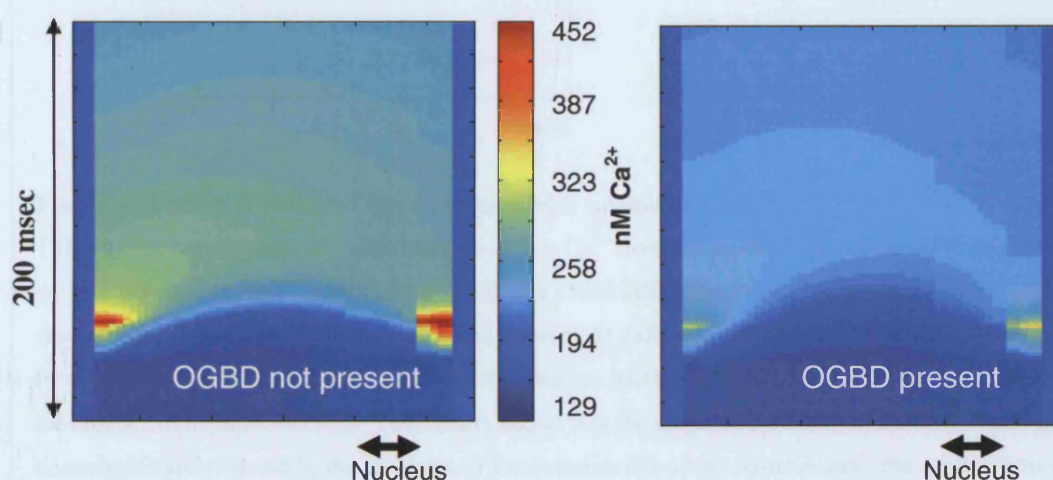 200 msec
OGBD not present
Nucleus
452
387
323
258
194
129
nM Ca²⁺
OGBD present
Nucleus